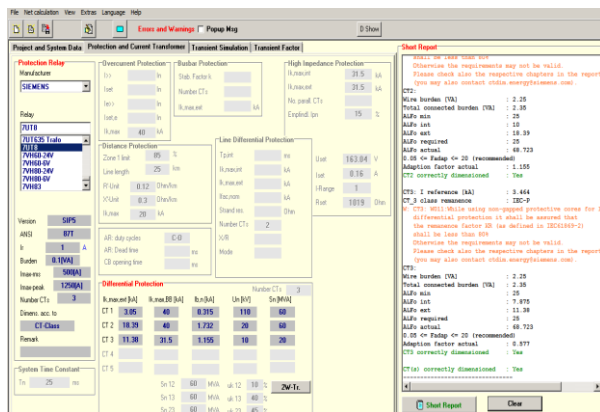 File Net calculation View Extras Language Help
Errors and Warnings Popup Msg D Show
Project and System Data Protection and Current Transformer Transient Simulation Transient Factor
Protection Relay
Manufacturer
SIEMENS
Relay
7UT8
7UT635 Trafo
7UT8
7VH60-24V
7VH60-6V
7VH80-24V
7VH80-6V
7VH83
Version SIP5
ANSI 87T
Ir 1 A
Burden 0.1[VA]
Imax-mo 500[A]
Imax-peak 1250[A]
Number CTs 3
Dimens. acc. to
CT-Class
Remark
System Time Constant
Tn 25 ms
Overcurrent Protection
I>> In
Iset In
Ie>> In
Iset,e In
Ik,max 40 kA
Busbar Protection
Stab. Factor k
Number CTs
Ik,max,int kA
High Impedance Protection
Ik,max,int 31.5 kA
Ik,max,ext 31.5 kA
No. parall. CTs
Empfindl. Ipn 15 %
Uset 163.04 V
Iset 0.16 A
I-Range 1
Rset 1019 Ohm
Distance Protection
Zone 1 limit 85 %
Line length 25 km
R'-Unit 0.12 Ohm/km
X'-Unit 0.3 Ohm/km
Ik,max 20 kA
AR: duty cycles C-O
AR: Dead time ms
CB opening time ms
Line Differential Protection
Tp,int ms
Ik,max,int kA
Ik,max,ext kA
Number CTs 2
X/R
Mode
Differential Protection
Number CTs 3
Ik,max,ext [kA] Ik,max,BB [kA] Ib,n [kA] Un [kV] Sn [MVA]
CT 1 3.05 40 0.315 110 60
CT 2 18.39 40 1.732 20 60
CT 3 11.38 31.5 1.155 10 20
CT 4
CT 5
Sn 12 60 MVA uk 12 10 %
Sn 13 60 MVA uk 13 40 %
Sn 23 60 MVA uk 23 45 %
2W-Tr.
Short Report
shall be less than 80%
Otherwise the requirements may not be valid.
Please check also the respective chapters in the report
(you may also contact ctdim.energy@siemens.com).
CT2:
Wire burden [VA] : 2.25
Total connected burden [VA] : 2.35
ALFo min : 25
ALFo int : 10
ALFo ext : 18.39
ALFo required : 25
ALFo actual : 68.723
0.05 <= Fadap <= 20 (recommended)
Adaption factor actual : 1.155
CT2 correctly dimensioned : Yes
CT3: I reference [kA] : 3.464
CT_3 class remanence : IEC-P
differential protection it shall be assured that
the remanence factor KR (as defined in IEC61869-2)
shall be less than 80%
Otherwise the requirements may not be valid.
Please check also the respective chapters in the report
(you may also contact ctdim.energy@siemens.com).
CT3:
Wire burden [VA] : 2.25
Total connected burden [VA] : 2.35
ALFo min : 25
ALFo int : 7.875
ALFo ext : 11.38
ALFo required : 25
ALFo actual : 68.723
0.05 <= Fadap <= 20 (recommended)
Adaption factor actual : 0.577
CT3 correctly dimensioned : Yes
CT(s) correctly dimensioned : Yes
Short Report Clear